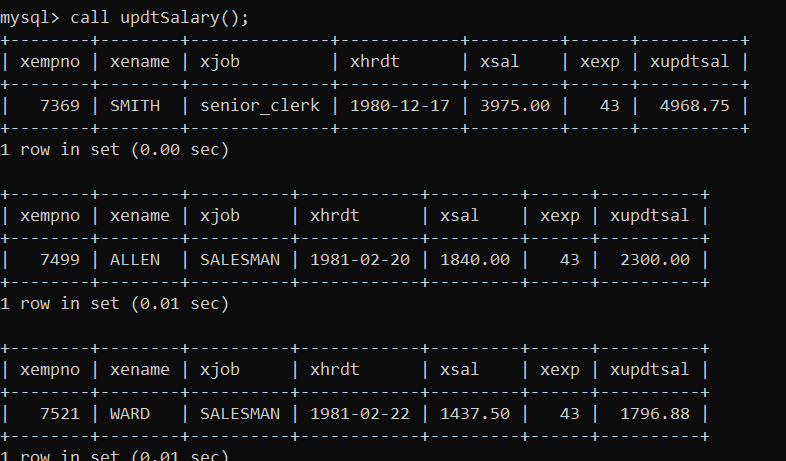 mysql> call updtSalary();
+--------+--------+--------------+------------+---------+------+----------+
| xempno | xename | xjob         | xhrdt      | xsal    | xexp | xupdtsal |
+--------+--------+--------------+------------+---------+------+----------+
|   7369 | SMITH  | senior_clerk | 1980-12-17 | 3975.00 |   43 |  4968.75 |
+--------+--------+--------------+------------+---------+------+----------+
1 row in set (0.00 sec)
+--------+--------+----------+------------+---------+------+----------+
| xempno | xename | xjob     | xhrdt      | xsal    | xexp | xupdtsal |
+--------+--------+----------+------------+---------+------+----------+
|   7499 | ALLEN  | SALESMAN | 1981-02-20 | 1840.00 |   43 |  2300.00 |
+--------+--------+----------+------------+---------+------+----------+
1 row in set (0.01 sec)
+--------+--------+----------+------------+---------+------+----------+
| xempno | xename | xjob     | xhrdt      | xsal    | xexp | xupdtsal |
+--------+--------+----------+------------+---------+------+----------+
|   7521 | WARD   | SALESMAN | 1981-02-22 | 1437.50 |   43 |  1796.88 |
+--------+--------+----------+------------+---------+------+----------+
1 row in set (0.01 sec)